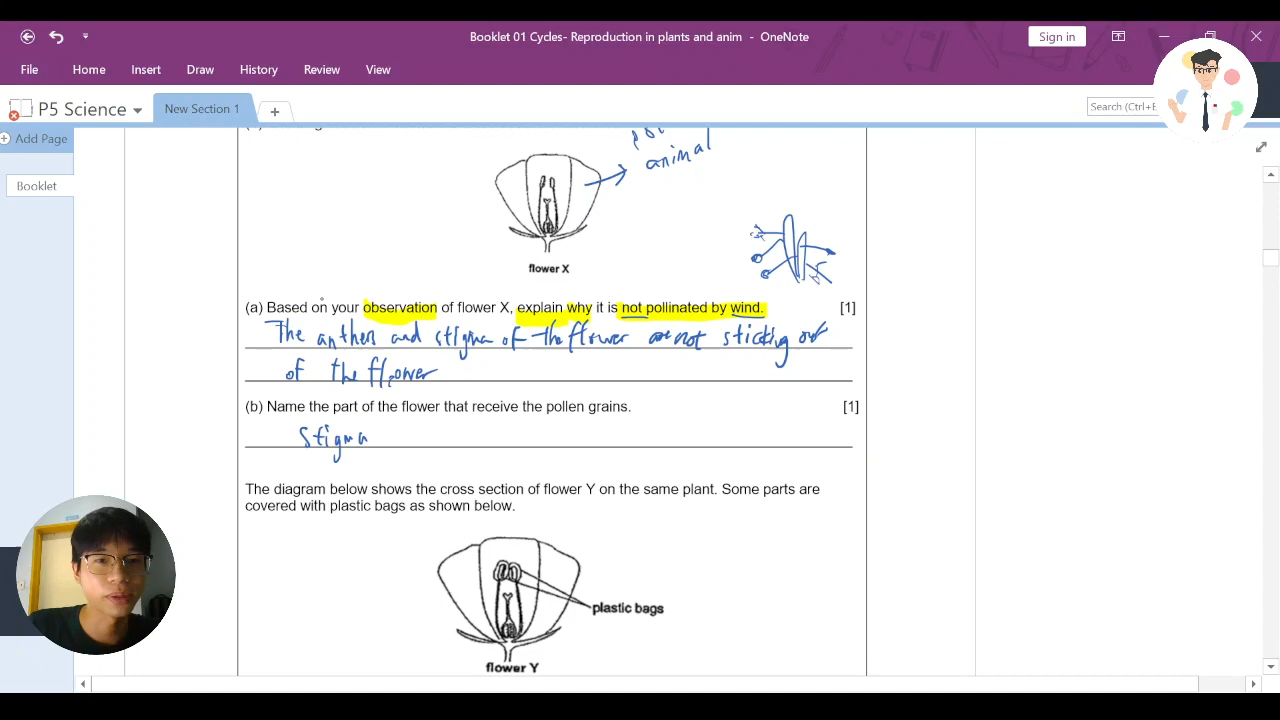 Booklet 01 Cycles- Reproduction in plants and anim - OneNote
Sign in
File Home Insert Draw History Review View
P5 Science
New Section 1
Search (Ctrl+E
Add Page
Booklet
animal
flower X
(a) Based on your observation of flower X, explain why it is not pollinated by wind. [1]
The anthers and stigma of the flower are not sticking out
of the flower
(b) Name the part of the flower that receive the pollen grains. [1]
stigma
The diagram below shows the cross section of flower Y on the same plant. Some parts are
covered with plastic bags as shown below.
plastic bags
flower Y